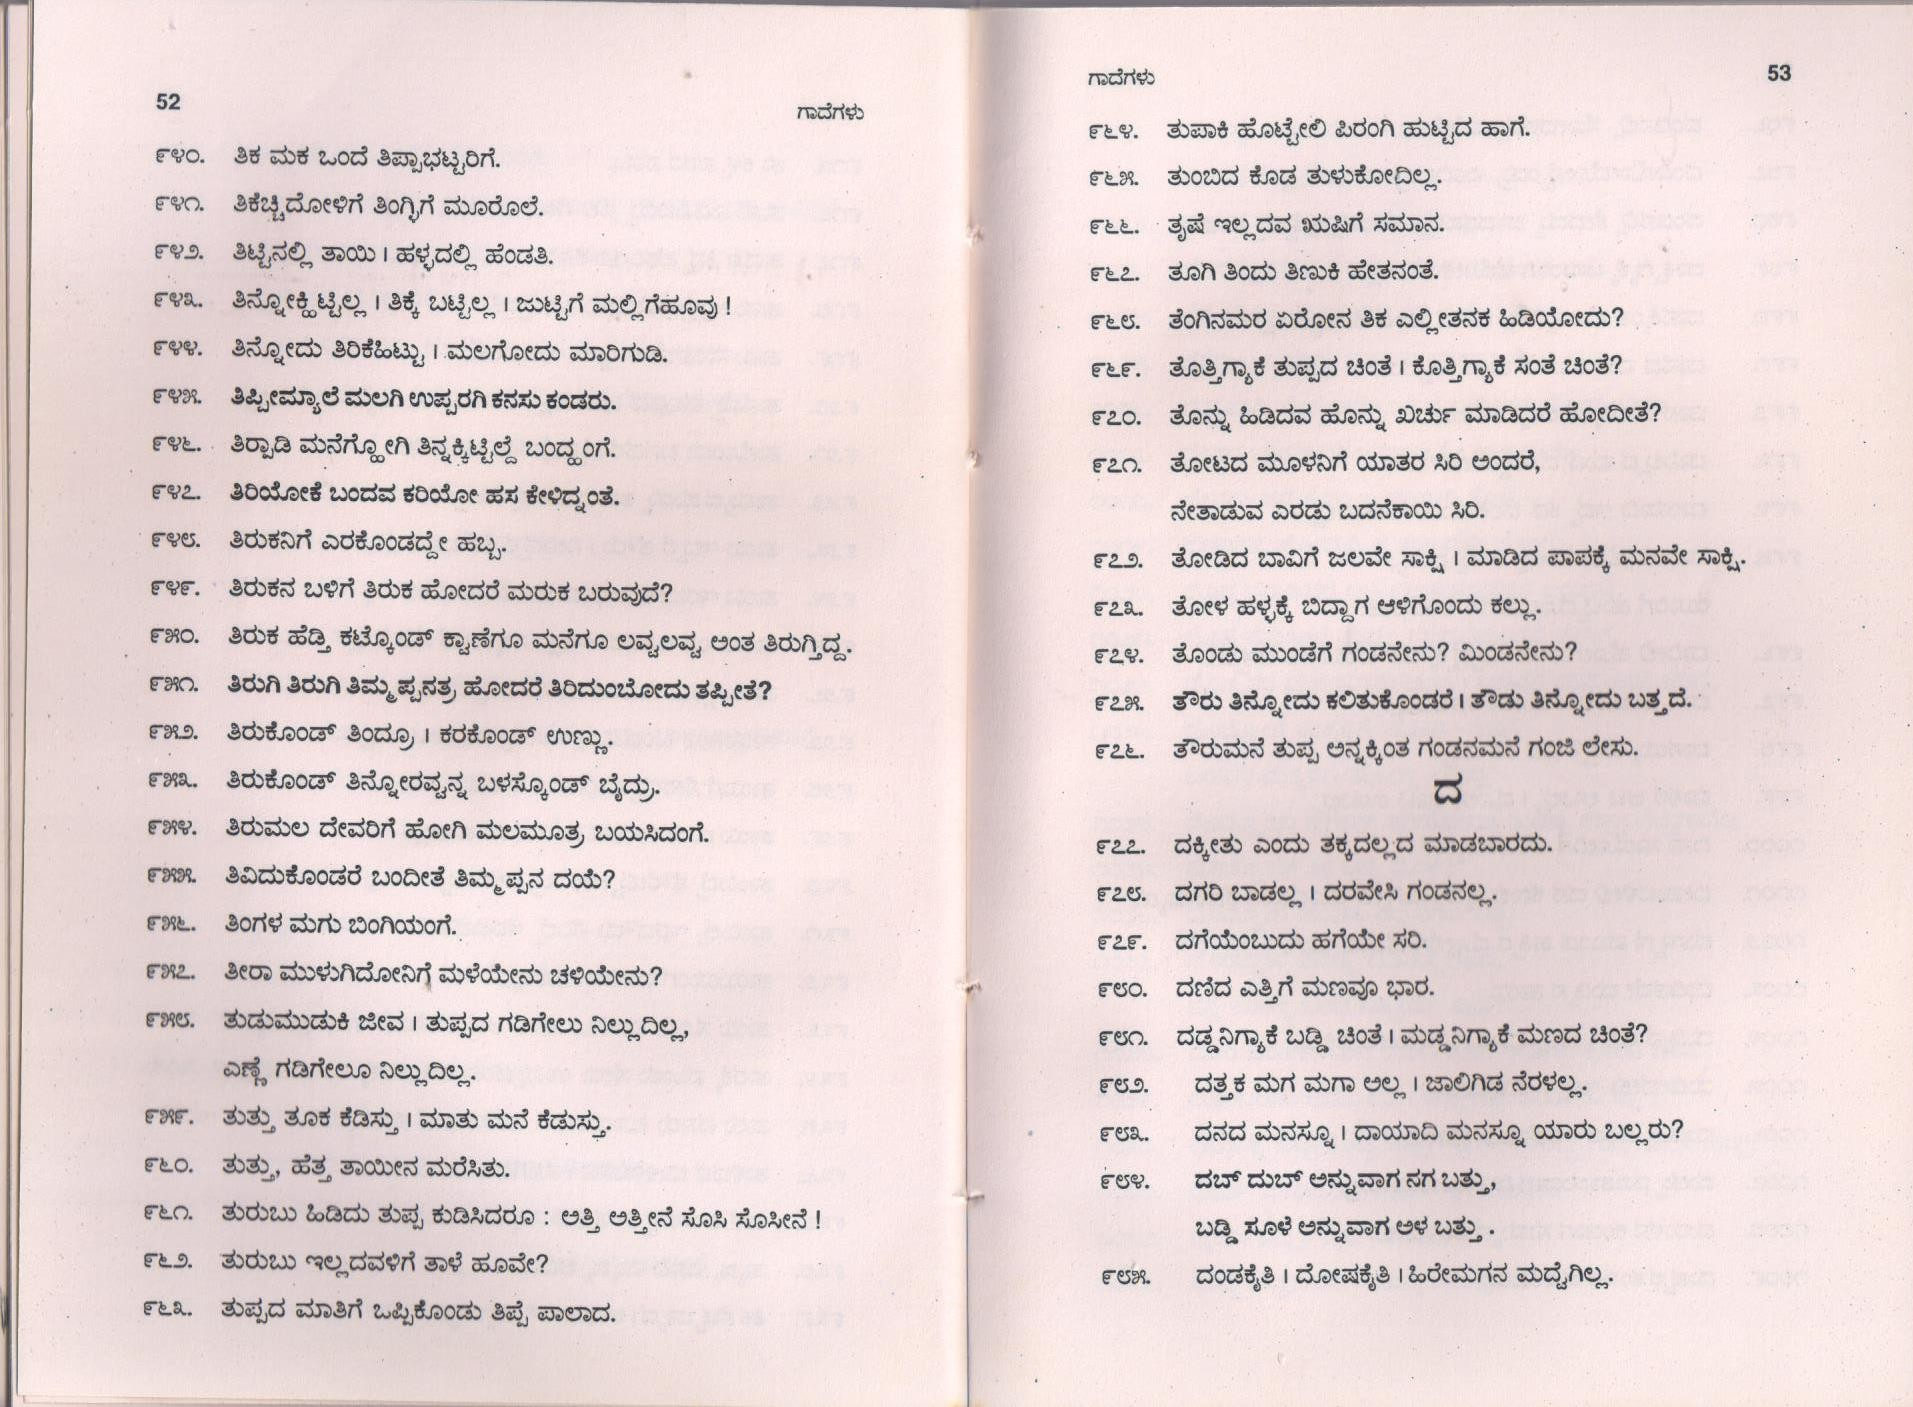 52
ಗಾದೆಗಳು
೯೪೦. ತಿಕ ಮಕ ಒಂದೆ ತಿಪ್ಪಾಭಟ್ಟರಿಗೆ.
೯೪೧. ತಿಕೆಚ್ಚಿದೋಳಿಗೆ ತಿಂಗ್ಳಿಗೆ ಮೂರೊಲೆ.
೯೪೨. ತಿಟ್ಟಿನಲ್ಲಿ ತಾಯಿ । ಹಳ್ಳದಲ್ಲಿ ಹೆಂಡತಿ.
೯೪೩. ತಿನ್ನೋಕ್ಹಿಟ್ಟಿಲ್ಲ । ತಿಕ್ಕೆ ಬಟ್ಟಿಲ್ಲ । ಜುಟ್ಟಿಗೆ ಮಲ್ಲಿಗೆಹೂವು !
೯೪೪. ತಿನ್ನೋದು ತಿರಿಕೆಹಿಟ್ಟು । ಮಲಗೋದು ಮಾರಿಗುಡಿ.
೯೪೫. ತಿಪ್ಪೀಮ್ಯಾಲೆ ಮಲಗಿ ಉಪ್ಪರಗಿ ಕನಸು ಕಂಡರು.
೯೪೬. ತಿರ್‍ಪಾಡಿ ಮನೆಗ್ಹೋಗಿ ತಿನ್ನಕ್ಕಿಟ್ಟಿಲ್ದೆ ಬಂದ್ಹಂಗೆ.
೯೪೭. ತಿರಿಯೋಕೆ ಬಂದವ ಕರಿಯೋ ಹಸ ಕೇಳಿದ್ನಂತೆ.
೯೪೮. ತಿರುಕನಿಗೆ ಎರಕೊಂಡದ್ದೇ ಹಬ್ಬ.
೯೪೯. ತಿರುಕನ ಬಳಿಗೆ ತಿರುಕ ಹೋದರೆ ಮರುಕ ಬರುವುದೆ?
೯೫೦. ತಿರುಕ ಹೆಡ್ತಿ ಕಟ್ಕೊಂಡ್ ಕ್ವಾಣೆಗೂ ಮನೆಗೂ ಲವ್ವಲವ್ವ ಅಂತ ತಿರುಗ್ತಿದ್ದ.
೯೫೧. ತಿರುಗಿ ತಿರುಗಿ ತಿಮ್ಮಪ್ಪನತ್ರ ಹೋದರೆ ತಿರಿದುಂಬೋದು ತಪ್ಪೀತೆ?
೯೫೨. ತಿರುಕೊಂಡ್ ತಿಂದ್ರೂ । ಕರಕೊಂಡ್ ಉಣ್ಣು.
೯೫೩. ತಿರುಕೊಂಡ್ ತಿನ್ನೋರವ್ವನ್ನ ಬಳಸ್ಕೊಂಡ್ ಬೈದ್ರು.
೯೫೪. ತಿರುಮಲ ದೇವರಿಗೆ ಹೋಗಿ ಮಲಮೂತ್ರ ಬಯಸಿದಂಗೆ.
೯೫೫. ತಿವಿದುಕೊಂಡರೆ ಬಂದೀತೆ ತಿಮ್ಮಪ್ಪನ ದಯೆ?
೯೫೬. ತಿಂಗಳ ಮಗು ಬಿಂಗಿಯಂಗೆ.
೯೫೭. ತೀರಾ ಮುಳುಗಿದೋನಿಗೆ ಮಳೆಯೇನು ಚಳಿಯೇನು?
೯೫೮. ತುಡುಮುಡುಕಿ ಜೀವ । ತುಪ್ಪದ ಗಡಿಗೇಲು ನಿಲ್ಲುದಿಲ್ಲ,
ಎಣ್ಣೆ ಗಡಿಗೇಲೂ ನಿಲ್ಲುದಿಲ್ಲ.
೯೫೯. ತುತ್ತು ತೂಕ ಕೆಡಿಸ್ತು । ಮಾತು ಮನೆ ಕೆಡುಸ್ತು.
೯೬೦. ತುತ್ತು, ಹೆತ್ತ ತಾಯೀನ ಮರೆಸಿತು.
೯೬೧. ತುರುಬು ಹಿಡಿದು ತುಪ್ಪ ಕುಡಿಸಿದರೂ : ಅತ್ತಿ ಅತ್ತೀನೆ ಸೊಸಿ ಸೊಸೀನೆ !
೯೬೨. ತುರುಬು ಇಲ್ಲದವಳಿಗೆ ತಾಳೆ ಹೂವೇ?
೯೬೩. ತುಪ್ಪದ ಮಾತಿಗೆ ಒಪ್ಪಿಕೊಂಡು ತಿಪ್ಪೆ ಪಾಲಾದ.
ಗಾದೆಗಳು
53
೯೬೪. ತುಪಾಕಿ ಹೊಟ್ಟೇಲಿ ಪಿರಂಗಿ ಹುಟ್ಟಿದ ಹಾಗೆ.
೯೬೫. ತುಂಬಿದ ಕೊಡ ತುಳುಕೋದಿಲ್ಲ.
೯೬೬. ತೃಷೆ ಇಲ್ಲದವ ಋಷಿಗೆ ಸಮಾನ.
೯೬೭. ತೂಗಿ ತಿಂದು ತಿಣುಕಿ ಹೇತನಂತೆ.
೯೬೮. ತೆಂಗಿನಮರ ಏರೋನ ತಿಕ ಎಲ್ಲೀತನಕ ಹಿಡಿಯೋದು?
೯೬೯. ತೊತ್ತಿಗ್ಯಾಕೆ ತುಪ್ಪದ ಚಿಂತೆ । ಕೊತ್ತಿಗ್ಯಾಕೆ ಸಂತೆ ಚಿಂತೆ?
೯೭೦. ತೊನ್ನು ಹಿಡಿದವ ಹೊನ್ನು ಖರ್ಚು ಮಾಡಿದರೆ ಹೋದೀತೆ?
೯೭೧. ತೋಟದ ಮೂಳನಿಗೆ ಯಾತರ ಸಿರಿ ಅಂದರೆ,
ನೇತಾಡುವ ಎರಡು ಬದನೆಕಾಯಿ ಸಿರಿ.
೯೭೨. ತೋಡಿದ ಬಾವಿಗೆ ಜಲವೇ ಸಾಕ್ಷಿ । ಮಾಡಿದ ಪಾಪಕ್ಕೆ ಮನವೇ ಸಾಕ್ಷಿ.
೯೭೩. ತೋಳ ಹಳ್ಳಕ್ಕೆ ಬಿದ್ದಾಗ ಆಳಿಗೊಂದು ಕಲ್ಲು.
೯೭೪. ತೊಂಡು ಮುಂಡೆಗೆ ಗಂಡನೇನು? ಮಿಂಡನೇನು?
೯೭೫. ತೌರು ತಿನ್ನೋದು ಕಲಿತುಕೊಂಡರೆ । ತೌಡು ತಿನ್ನೋದು ಬತ್ತದೆ.
೯೭೬. ತೌರುಮನೆ ತುಪ್ಪ ಅನ್ನಕ್ಕಿಂತ ಗಂಡನಮನೆ ಗಂಜಿ ಲೇಸು.
ದ
೯೭೭. ದಕ್ಕೀತು ಎಂದು ತಕ್ಕದಲ್ಲದ ಮಾಡಬಾರದು.
೯೭೮. ದಗರಿ ಬಾಡಲ್ಲ । ದರವೇಸಿ ಗಂಡನಲ್ಲ.
೯೭೯. ದಗೆಯೆಂಬುದು ಹಗೆಯೇ ಸರಿ.
೯೮೦. ದಣಿದ ಎತ್ತಿಗೆ ಮಣವೂ ಭಾರ.
೯೮೧. ದಡ್ಡನಿಗ್ಯಾಕೆ ಬಡ್ಡಿ ಚಿಂತೆ । ಮಡ್ಡನಿಗ್ಯಾಕೆ ಮಣದ ಚಿಂತೆ?
೯೮೨. ದತ್ತಕ ಮಗ ಮಗಾ ಅಲ್ಲ । ಜಾಲಿಗಿಡ ನೆರಳಲ್ಲ.
೯೮೩. ದನದ ಮನಸ್ನೂ । ದಾಯಾದಿ ಮನಸ್ನೂ ಯಾರು ಬಲ್ಲರು?
೯೮೪. ದಬ್ ದುಬ್ ಅನ್ನುವಾಗ ನಗ ಬತ್ತು,
ಬಡ್ಡಿ ಸೂಳೆ ಅನ್ನುವಾಗ ಅಳ ಬತ್ತು.
೯೮೫. ದಂಡಕೈತಿ । ದೋಷಕೈತಿ । ಹಿರೇಮಗನ ಮದ್ವೆಗಿಲ್ಲ.